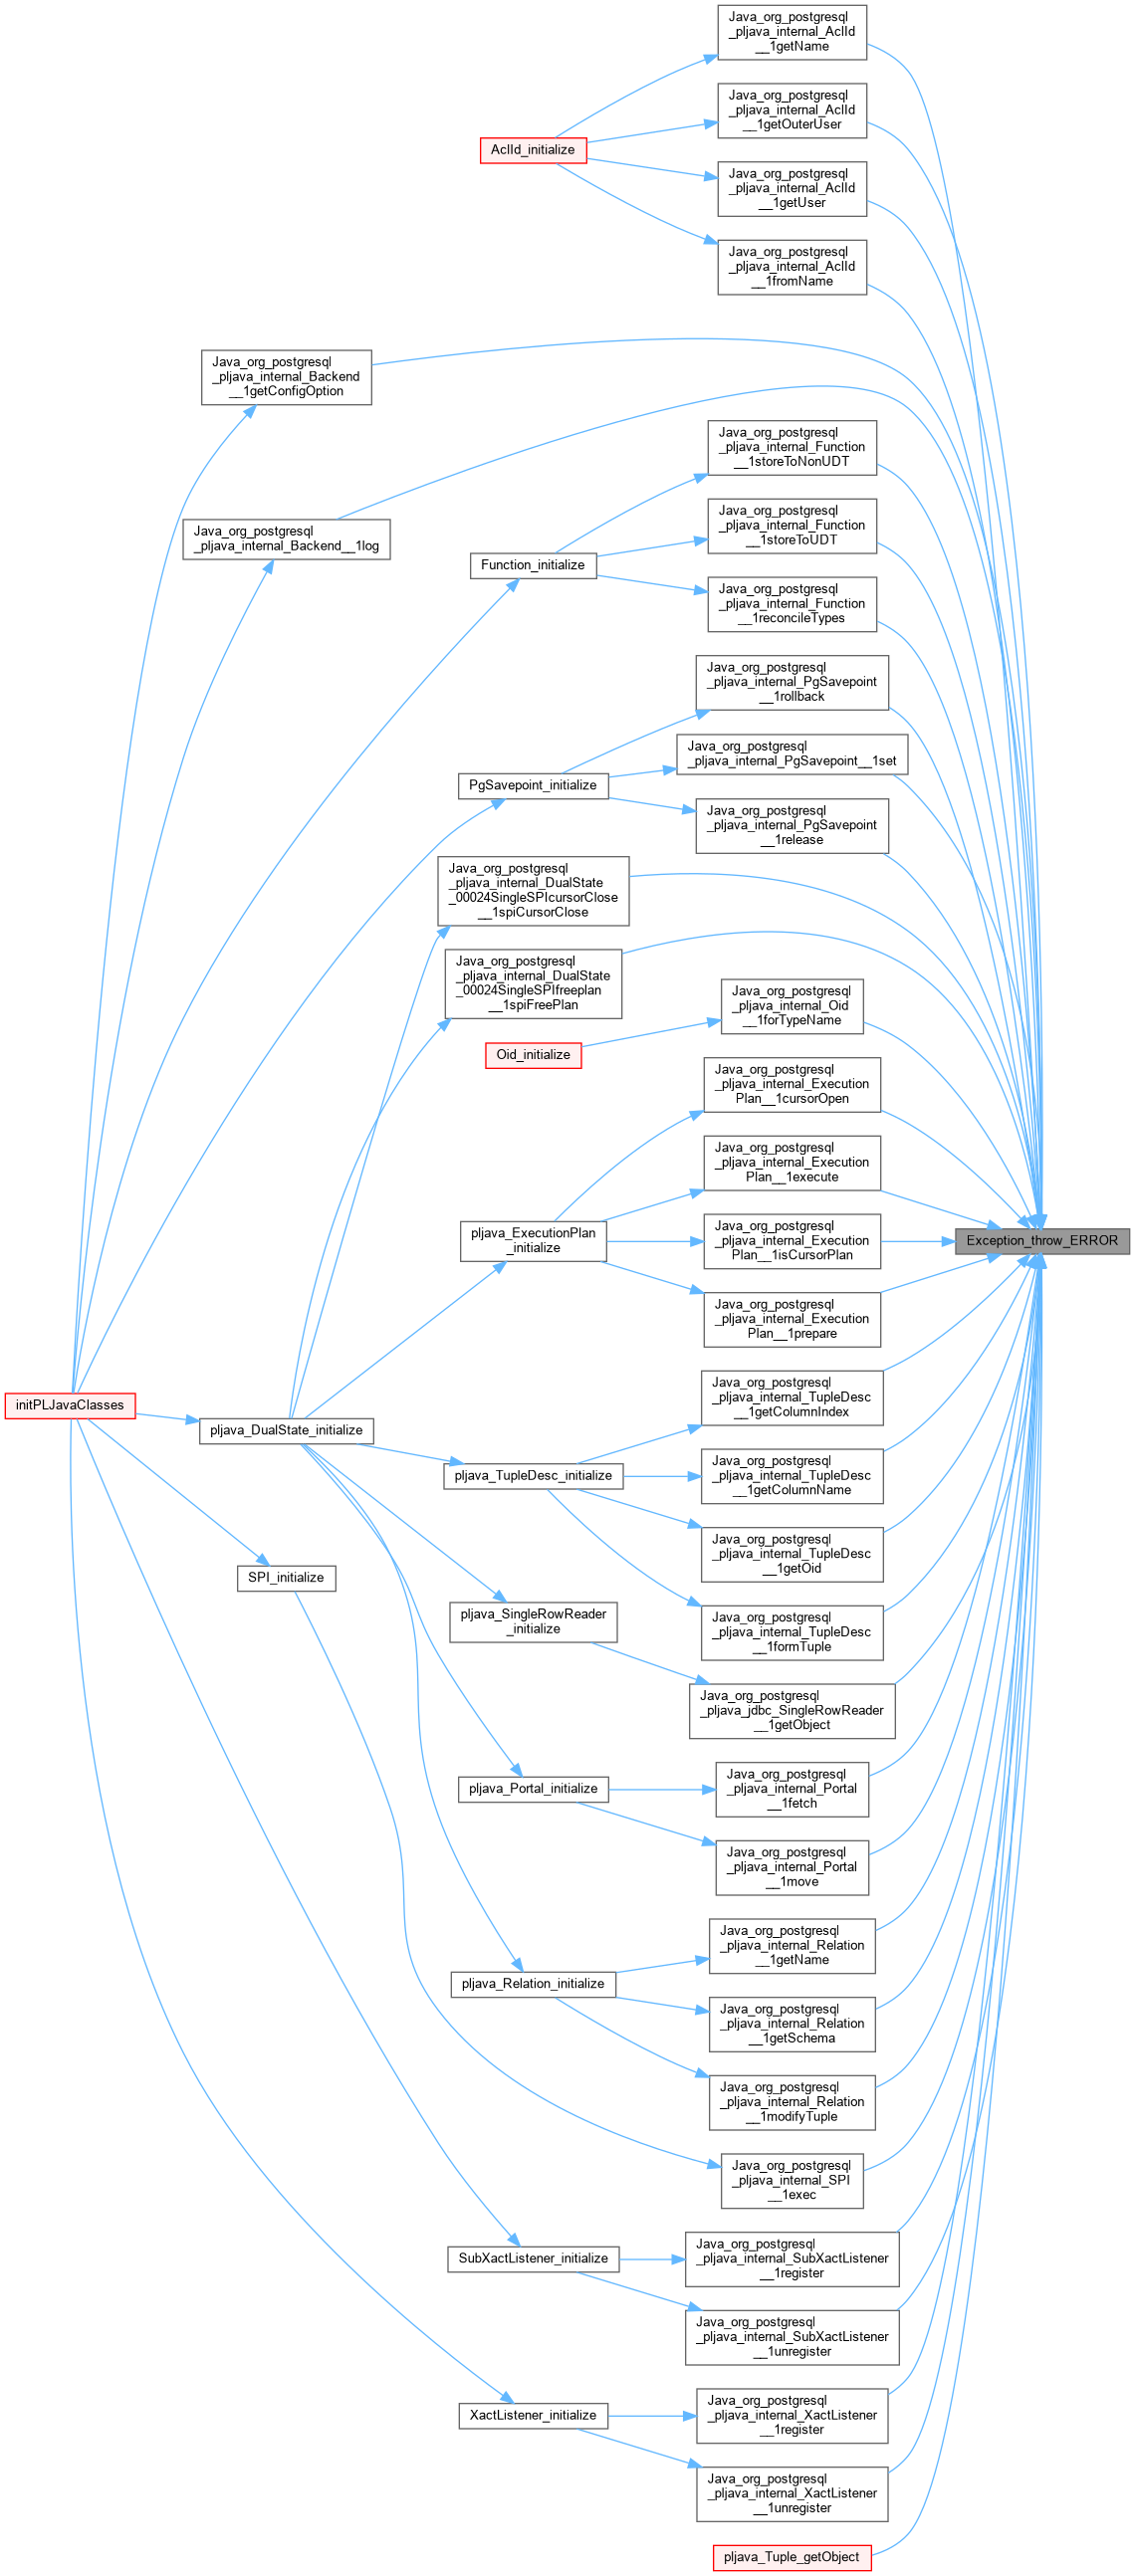 Java_org_postgresql
_pljava_internal_AclId
__1getName
Java_org_postgresql
_pljava_internal_AclId
__1getOuterUser
AclId_initialize
Java_org_postgresql
_pljava_internal_AclId
__1getUser
Java_org_postgresql
_pljava_internal_AclId
__1fromName
Java_org_postgresql
_pljava_internal_Backend
__1getConfigOption
Java_org_postgresql
_pljava_internal_Function
__1storeToNonUDT
Java_org_postgresql
_pljava_internal_Backend__1log
Java_org_postgresql
_pljava_internal_Function
__1storeToUDT
Function_initialize
Java_org_postgresql
_pljava_internal_Function
__1reconcileTypes
Java_org_postgresql
_pljava_internal_PgSavepoint
__1rollback
Java_org_postgresql
_pljava_internal_PgSavepoint__1set
PgSavepoint_initialize
Java_org_postgresql
_pljava_internal_PgSavepoint
__1release
Java_org_postgresql
_pljava_internal_DualState
_00024SingleSPIcursorClose
__1spiCursorClose
Java_org_postgresql
_pljava_internal_DualState
_00024SingleSPIfreeplan
__1spiFreePlan
Java_org_postgresql
_pljava_internal_Oid
__1forTypeName
Oid_initialize
Java_org_postgresql
_pljava_internal_Execution
Plan__1cursorOpen
Java_org_postgresql
_pljava_internal_Execution
Plan__1execute
pljava_ExecutionPlan
_initialize
Java_org_postgresql
_pljava_internal_Execution
Plan__1isCursorPlan
Exception_throw_ERROR
Java_org_postgresql
_pljava_internal_Execution
Plan__1prepare
initPLJavaClasses
pljava_DualState_initialize
Java_org_postgresql
_pljava_internal_TupleDesc
__1getColumnIndex
pljava_TupleDesc_initialize
Java_org_postgresql
_pljava_internal_TupleDesc
__1getColumnName
Java_org_postgresql
_pljava_internal_TupleDesc
__1getOid
SPI_initialize
pljava_SingleRowReader
_initialize
Java_org_postgresql
_pljava_internal_TupleDesc
__1formTuple
Java_org_postgresql
_pljava_jdbc_SingleRowReader
__1getObject
pljava_Portal_initialize
Java_org_postgresql
_pljava_internal_Portal
__1fetch
Java_org_postgresql
_pljava_internal_Portal
__1move
Java_org_postgresql
_pljava_internal_Relation
__1getName
pljava_Relation_initialize
Java_org_postgresql
_pljava_internal_Relation
__1getSchema
Java_org_postgresql
_pljava_internal_Relation
__1modifyTuple
Java_org_postgresql
_pljava_internal_SPI
__1exec
SubXactListener_initialize
Java_org_postgresql
_pljava_internal_SubXactListener
__1register
Java_org_postgresql
_pljava_internal_SubXactListener
__1unregister
XactListener_initialize
Java_org_postgresql
_pljava_internal_XactListener
__1register
Java_org_postgresql
_pljava_internal_XactListener
__1unregister
pljava_Tuple_getObject